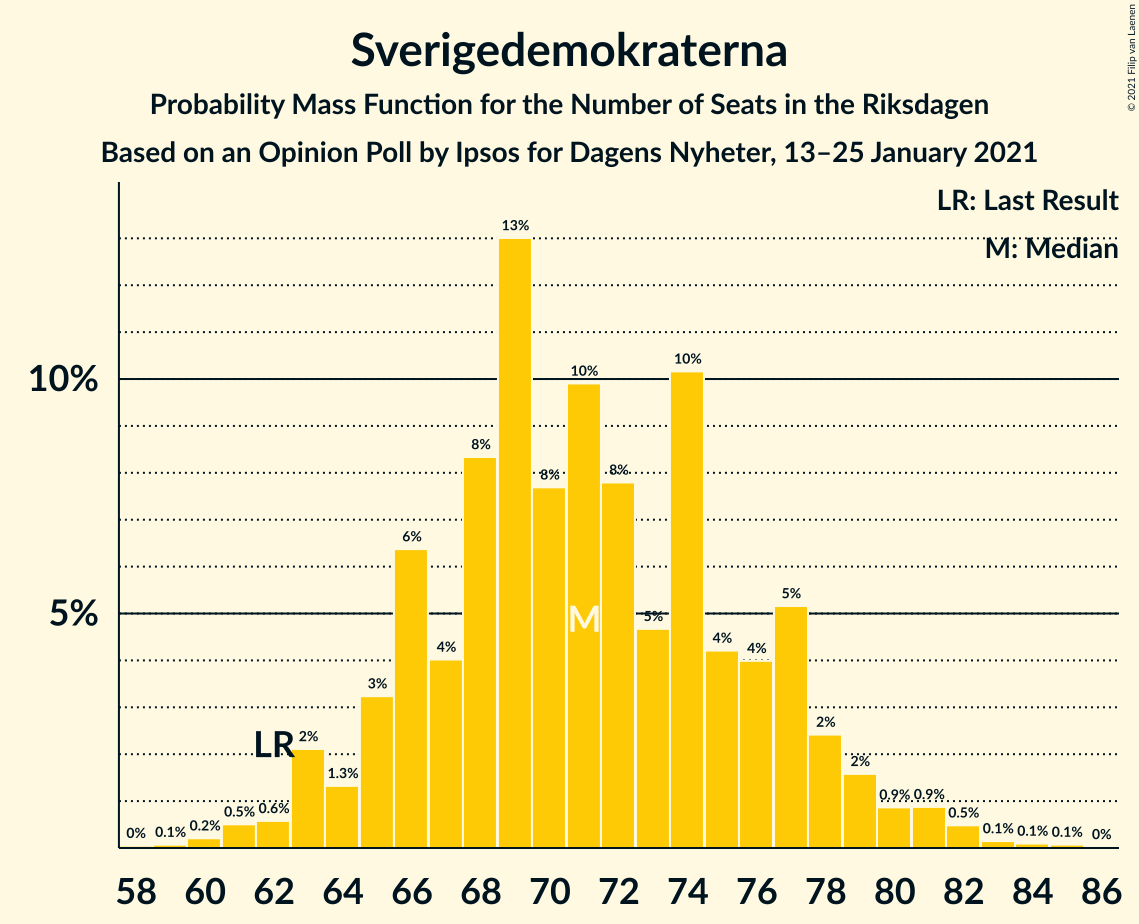 Sverigedemokraterna
Probability Mass Function for the Number of Seats in the Riksdagen
Based on an Opinion Poll by Ipsos for Dagens Nyheter, 13–25 January 2021
© 2021 Filip van Laenen
LR: Last Result
M: Median
10%
5%
0% 0.1% 0.2% 0.5% 0.6% 2% 1.3% 3% 6% 4% 8% 13% 8% 10% 8% 5% 10% 4% 4% 5% 2% 2% 0.9% 0.9% 0.5% 0.1% 0.1% 0.1% 0%
LR
M
58 60 62 64 66 68 70 72 74 76 78 80 82 84 86